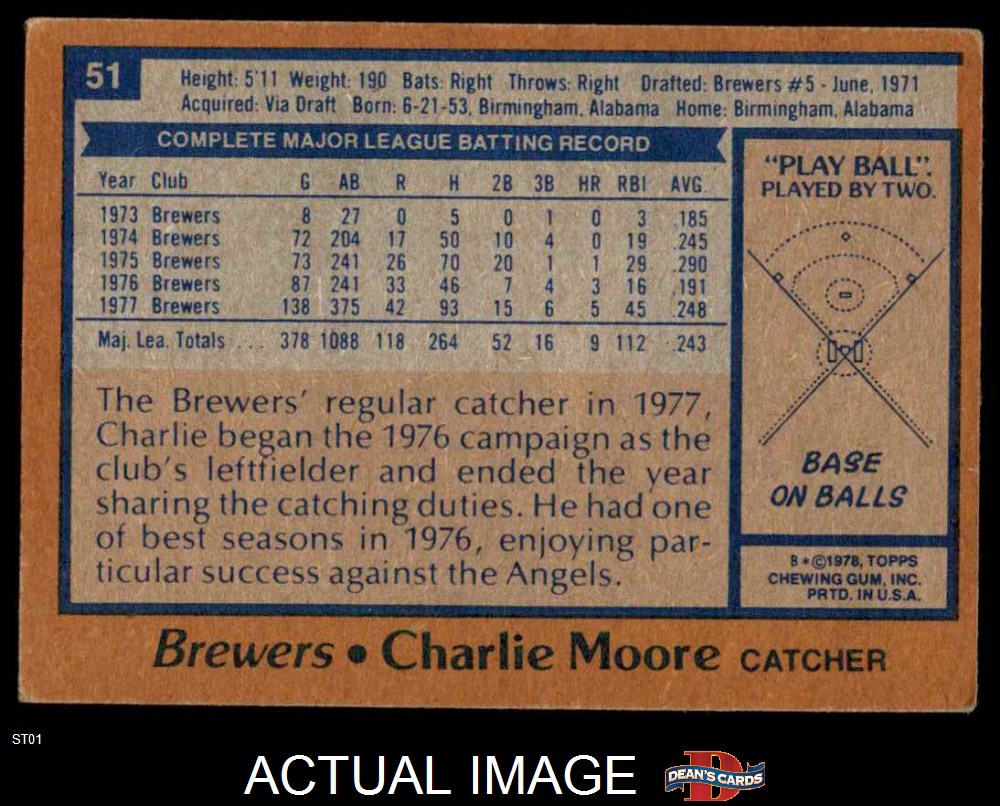 51
Height: 5'11 Weight: 190 Bats: Right Throws: Right Drafted: Brewers #5 - June, 1971
Acquired: Via Draft Born: 6-21-53, Birmingham, Alabama Home: Birmingham, Alabama
COMPLETE MAJOR LEAGUE BATTING RECORD
Year Club G AB R H 2B 3B HR RBI AVG.
1973 Brewers 8 27 0 5 0 1 0 3 .185
1974 Brewers 72 204 17 50 10 4 0 19 .245
1975 Brewers 73 241 26 70 20 1 1 29 .290
1976 Brewers 87 241 33 46 7 4 3 16 .191
1977 Brewers 138 375 42 93 15 6 5 45 .248
Maj. Lea. Totals ... 378 1088 118 264 52 16 9 112 .243
The Brewers' regular catcher in 1977,
Charlie began the 1976 campaign as the
club's leftfielder and ended the year
sharing the catching duties. He had one
of best seasons in 1976, enjoying par-
ticular success against the Angels.
"PLAY BALL".
PLAYED BY TWO.
BASE
ON BALLS
B*©1978, TOPPS
CHEWING GUM, INC.
PRTD. IN U.S.A.
Brewers • Charlie Moore CATCHER
ST01
ACTUAL IMAGE
DEAN'S CARDS